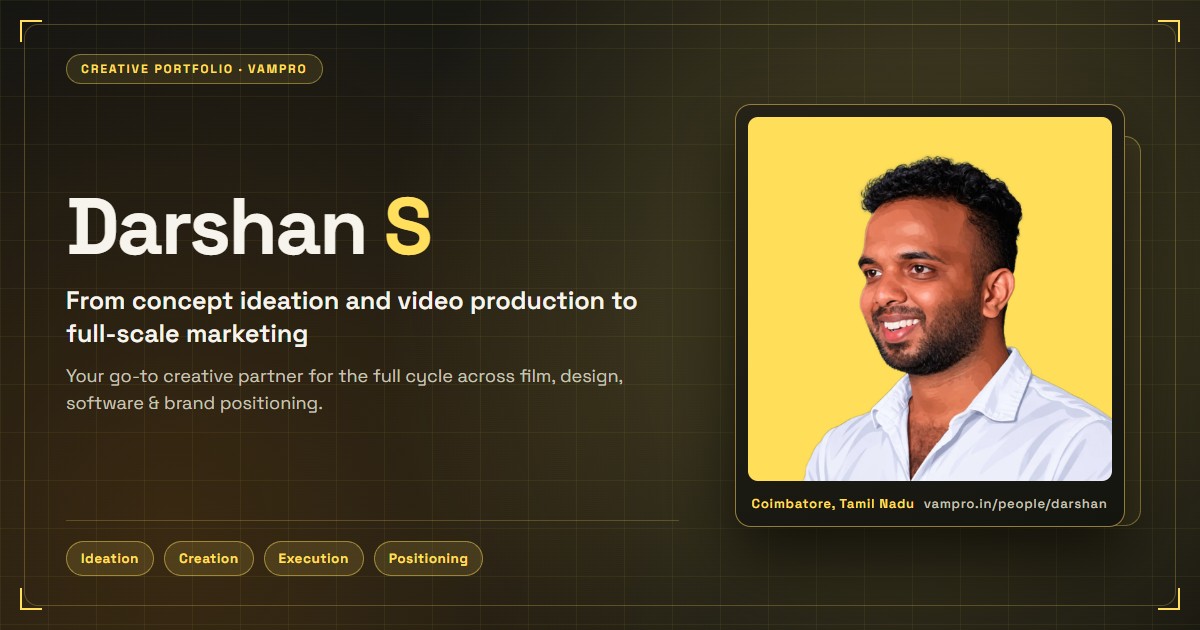 CREATIVE PORTFOLIO · VAMPRO
Darshan S
From concept ideation and video production to
full-scale marketing
Your go-to creative partner for the full cycle across film, design,
software & brand positioning.
Ideation Creation Execution Positioning
Coimbatore, Tamil Nadu vampro.in/people/darshan